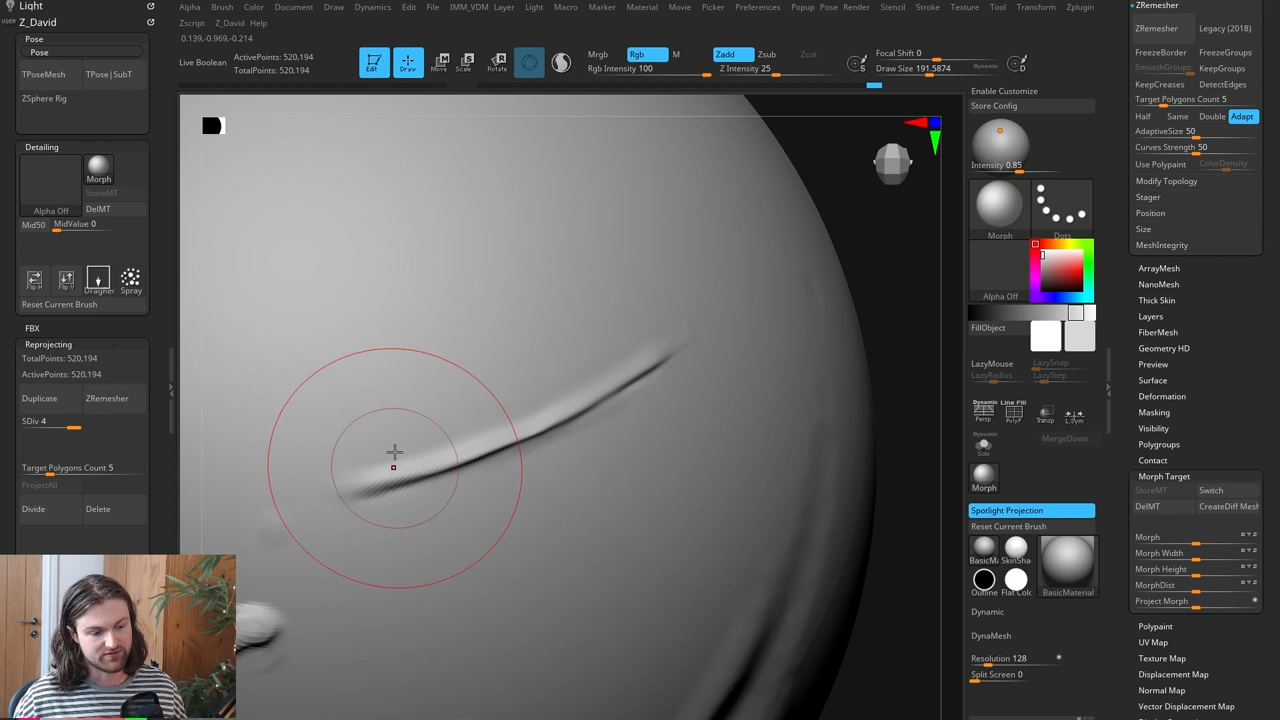 Light
USER Z_David
Pose
Pose
TPoseMesh TPose|SubT
ZSphere Rig
Detailing
Morph
StoreMT
Alpha Off DelMT
Mid50 MidValue 0
Flip H Flip V Spray
Reset Current Brush
FBX
Reprojecting
TotalPoints: 520,194
ActivePoints: 520,194
Duplicate ZRemesher
SDiv 4
Target Polygons Count 5
ProjectAll
Divide Delete
Alpha Brush Color Document Draw Dynamics Edit File IMM_VDM Layer Light Macro Marker Material Movie Picker Preferences Popup Pose Render Stencil Stroke Texture Tool Transform Zplugin
Zscript Z_David Help
0.139,-0.969,-0.214
Live Boolean ActivePoints: 520,194
TotalPoints: 520,194
Edit Draw Move Scale Rotate
Mrgb Rgb M
Rgb Intensity 100
Zadd Zsub Zcut
Z Intensity 25
Focal Shift 0
Draw Size 191.5874 Dynamic
S D
Enable Customize
Store Config
Intensity 0.85
Morph Dots
Alpha Off
FillObject
LazyMouse LazySnap
LazyRadius LazyStep
Dynamic Line Fill
Persp PolyF Transp L.Sym
Dynamic
Solo MergeDown
Morph
Spotlight Projection
Reset Current Brush
BasicMa SkinSha
Outline Flat Colo BasicMaterial
Dynamic
DynaMesh
Resolution 128
Split Screen 0
ZRemesher
ZRemesher Legacy (2018)
FreezeBorder FreezeGroups
SmoothGroups KeepGroups
KeepCreases DetectEdges
Target Polygons Count 5
Half Same Double Adapt
AdaptiveSize 50
Curves Strength 50
Use Polypaint ColorDensity
Modify Topology
Stager
Position
Size
MeshIntegrity
ArrayMesh
NanoMesh
Thick Skin
Layers
FiberMesh
Geometry HD
Preview
Surface
Deformation
Masking
Visibility
Polygroups
Contact
Morph Target
StoreMT Switch
DelMT CreateDiff Mesh
Morph
Morph Width
Morph Height
MorphDist
Project Morph
Polypaint
UV Map
Texture Map
Displacement Map
Normal Map
Vector Displacement Map